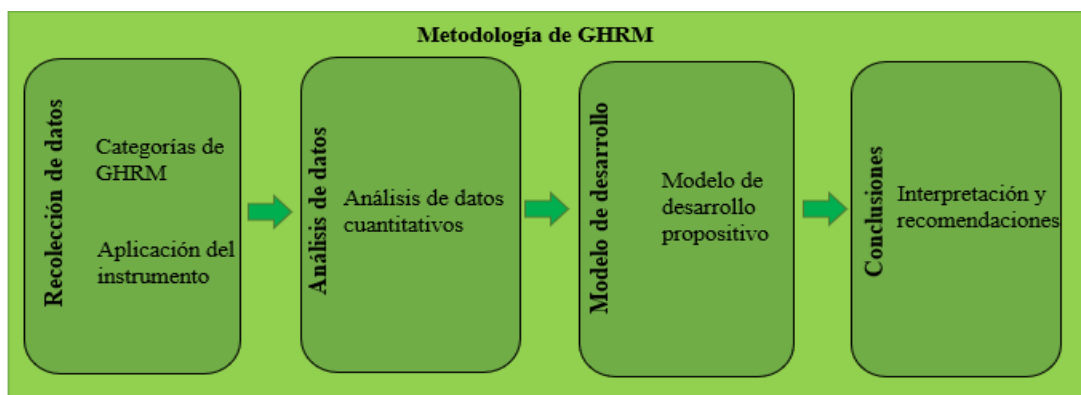 Metodología de GHRM
Recolección de datos
Categorías de
GHRM
Aplicación del
instrumento
Análisis de datos
Análisis de datos
cuantitativos
Modelo de desarrollo
Modelo de
desarrollo
propositivo
Conclusiones
Interpretación y
recomendaciones